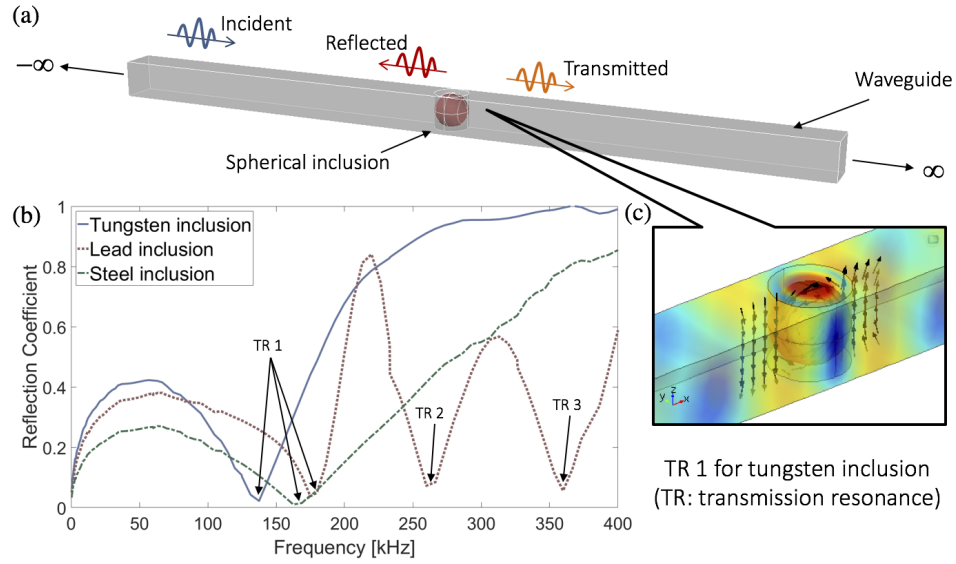 (a)
Incident
Reflected
Transmitted
Waveguide
−∞
Spherical inclusion
∞
(b)
(c)
1
0.8
0.6
0.4
0.2
0
Reflection Coefficient
Tungsten inclusion
Lead inclusion
Steel inclusion
TR 1
TR 2
TR 3
0 50 100 150 200 250 300 350 400
Frequency [kHz]
z
y x
TR 1 for tungsten inclusion
(TR: transmission resonance)